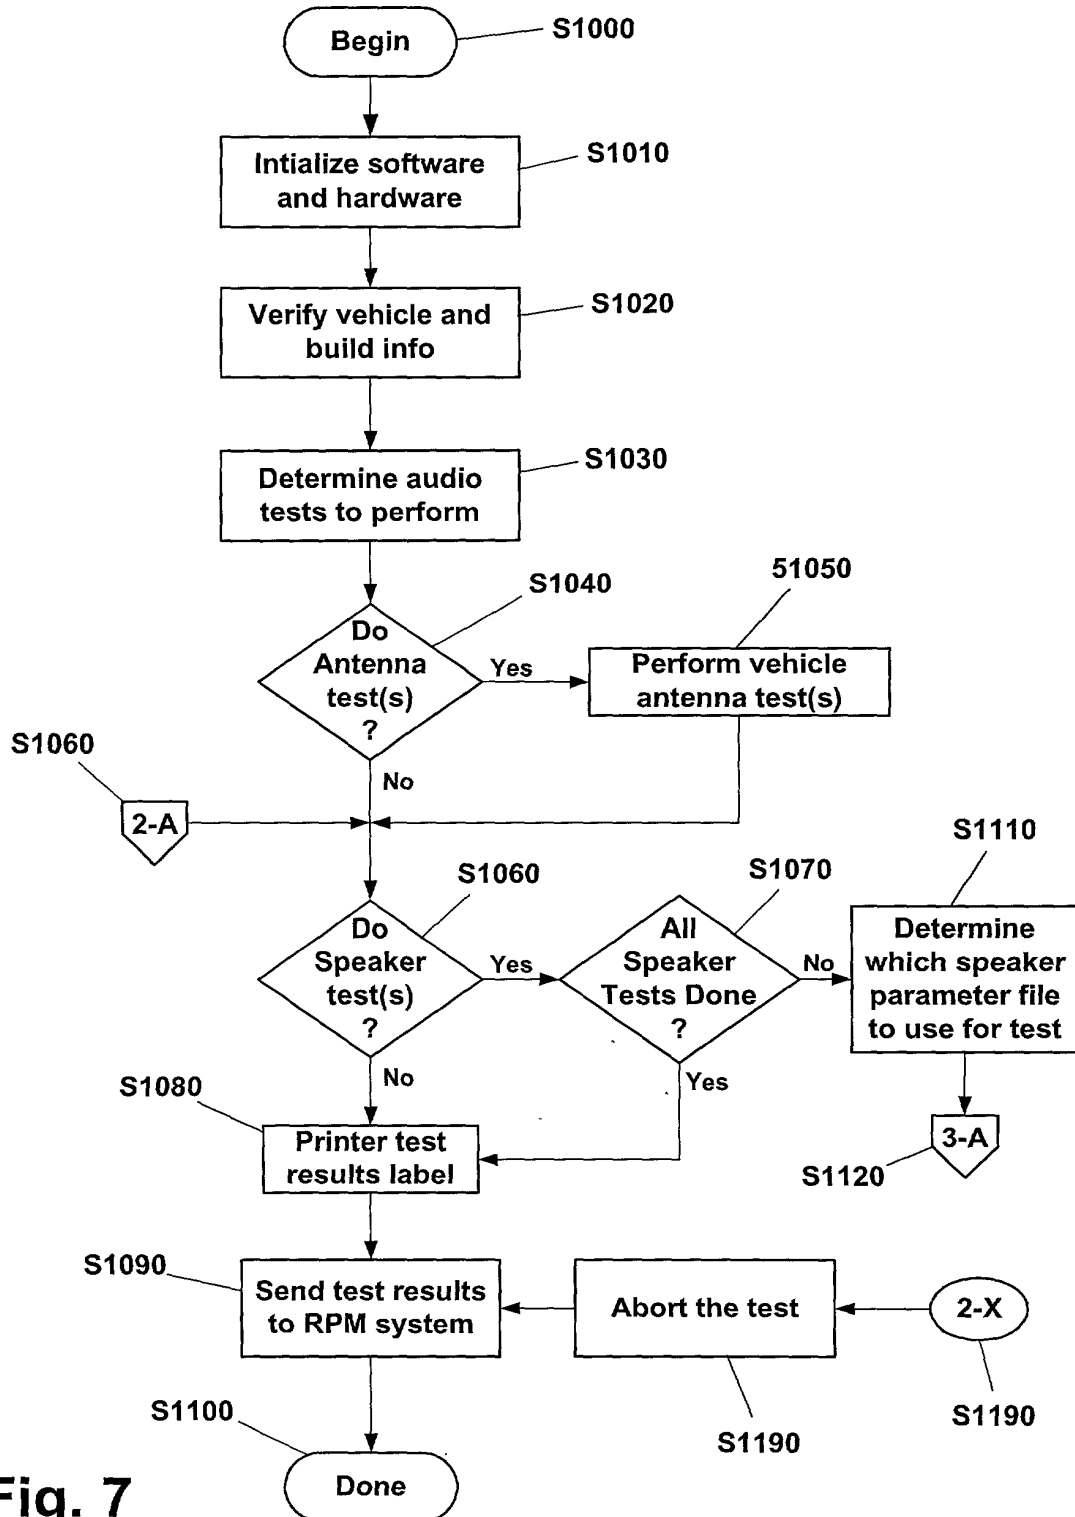 Begin
S1000
Intialize software
and hardware
S1010
Verify vehicle and
build info
S1020
Determine audio
tests to perform
S1030
Do
Antenna
test(s)
?
S1040
Yes
Perform vehicle
antenna test(s)
51050
No
S1060
2-A
Do
Speaker
test(s)
?
S1060
Yes
All
Speaker
Tests Done
?
S1070
No
Determine
which speaker
parameter file
to use for test
S1110
No
Yes
3-A
S1120
S1080
Printer test
results label
S1090
Send test results
to RPM system
Abort the test
2-X
S1190
S1190
S1100
Done
Fig. 7